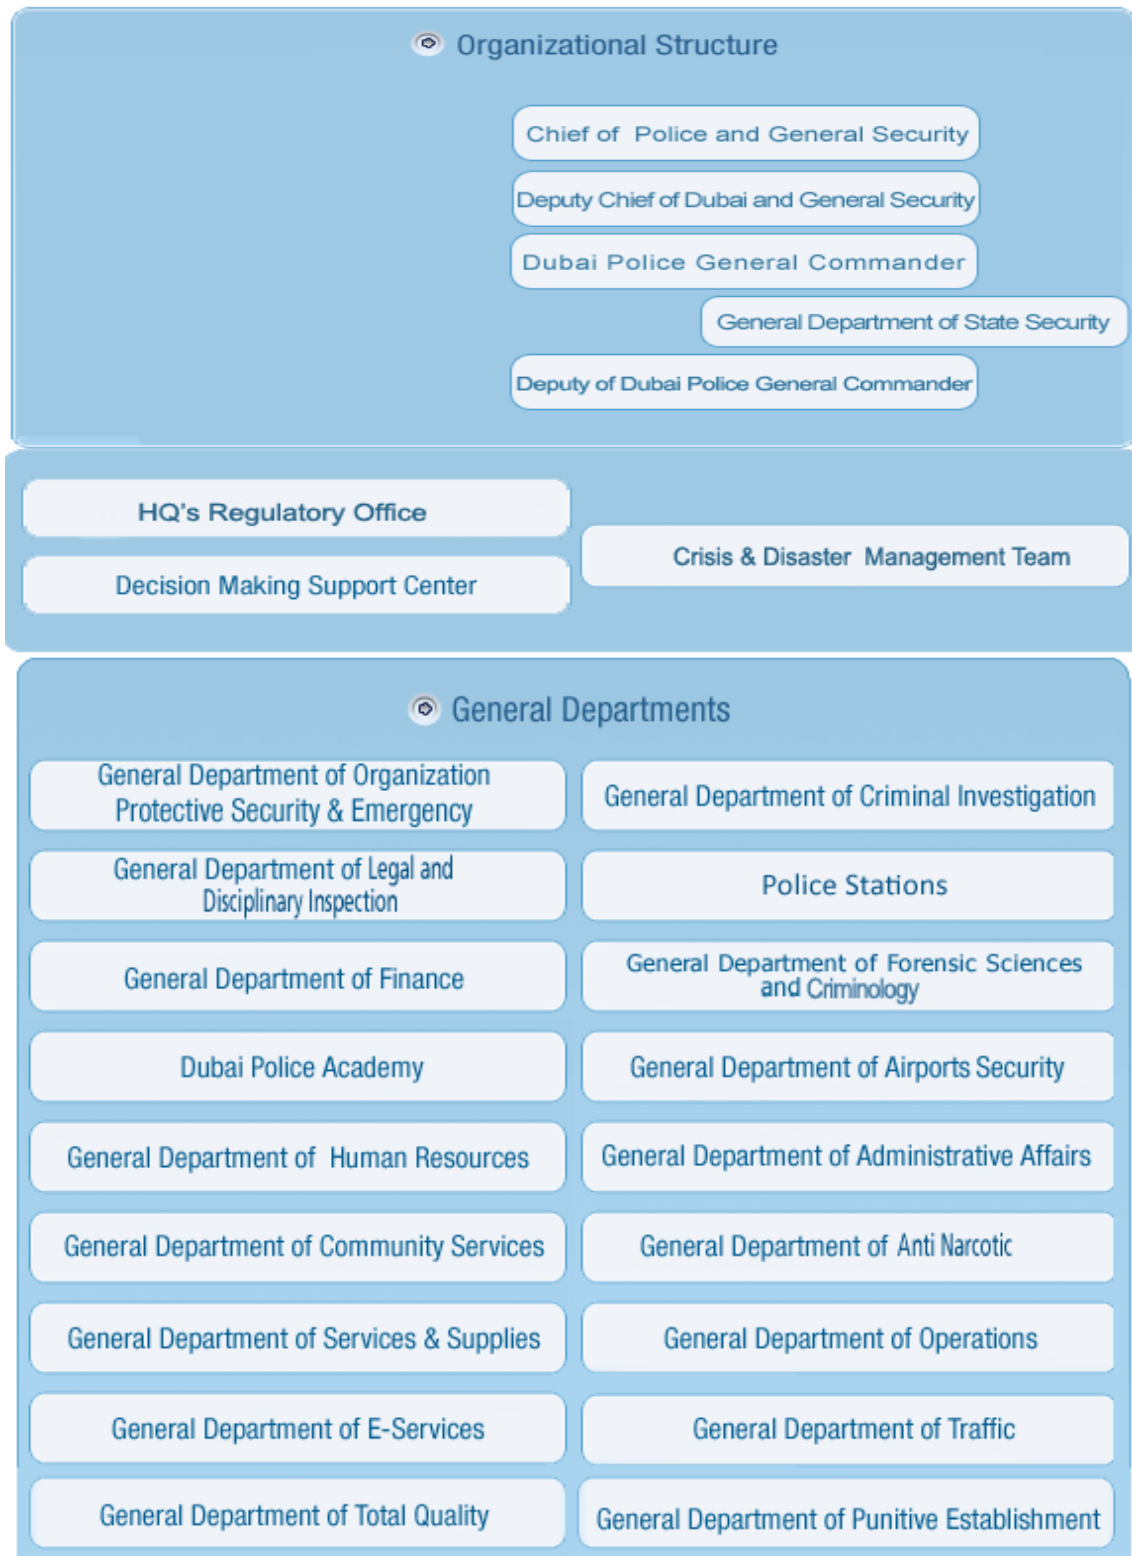 Organizational Structure
Chief of Police and General Security
Deputy Chief of Dubai and General Security
Dubai Police General Commander
General Department of State Security
Deputy of Dubai Police General Commander
HQ's Regulatory Office
Decision Making Support Center
Crisis & Disaster Management Team
General Departments
General Department of Organization
Protective Security & Emergency
General Department of Criminal Investigation
General Department of Legal and
Disciplinary Inspection
Police Stations
General Department of Finance
General Department of Forensic Sciences
and Criminology
Dubai Police Academy
General Department of Airports Security
General Department of Human Resources
General Department of Administrative Affairs
General Department of Community Services
General Department of Anti Narcotic
General Department of Services & Supplies
General Department of Operations
General Department of E-Services
General Department of Traffic
General Department of Total Quality
General Department of Punitive Establishment